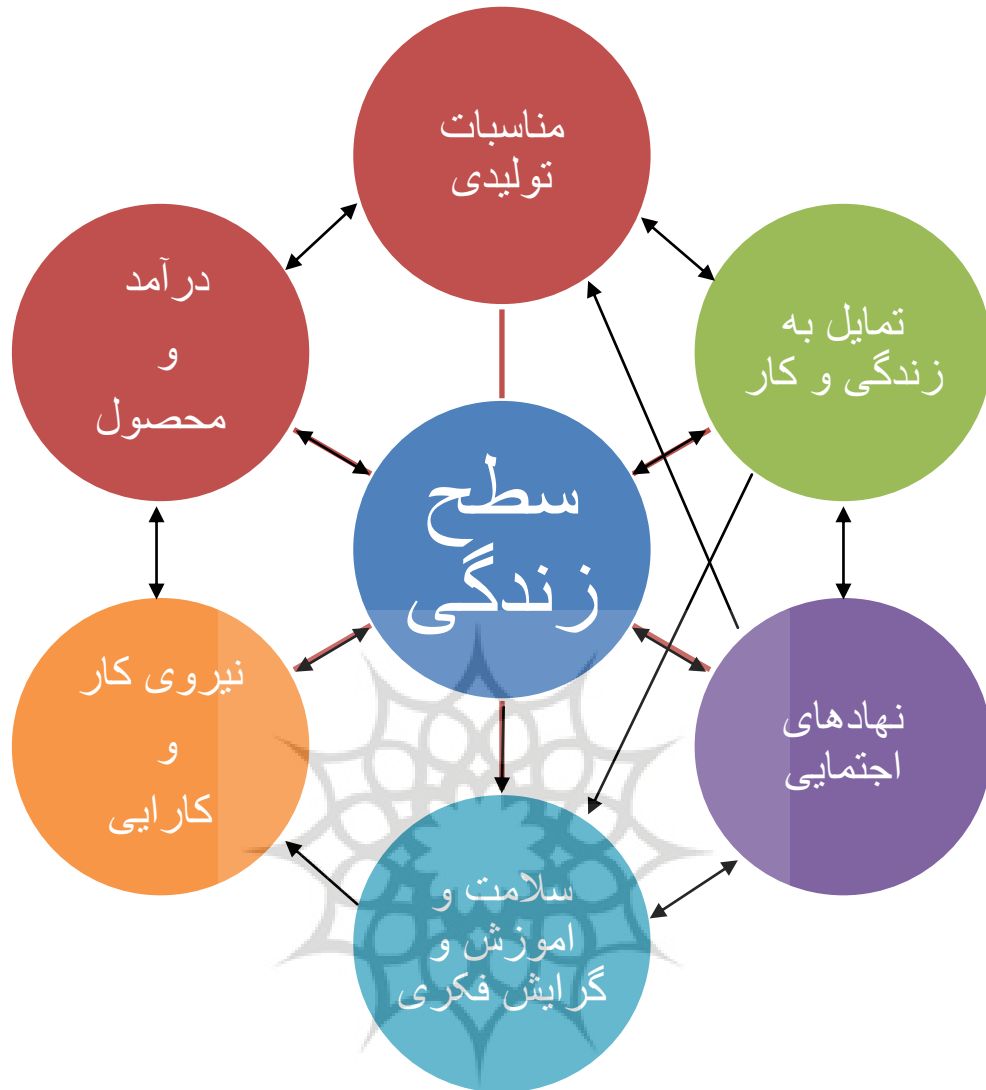 مناسبات
تولیدی
درآمد
و
محصول
تمایل به
زندگی و کار
سطح
زندگی
نیروی کار
و
کارایی
نهادهای
اجتمایی
سلامت و
اموزش و
گرایش فکری